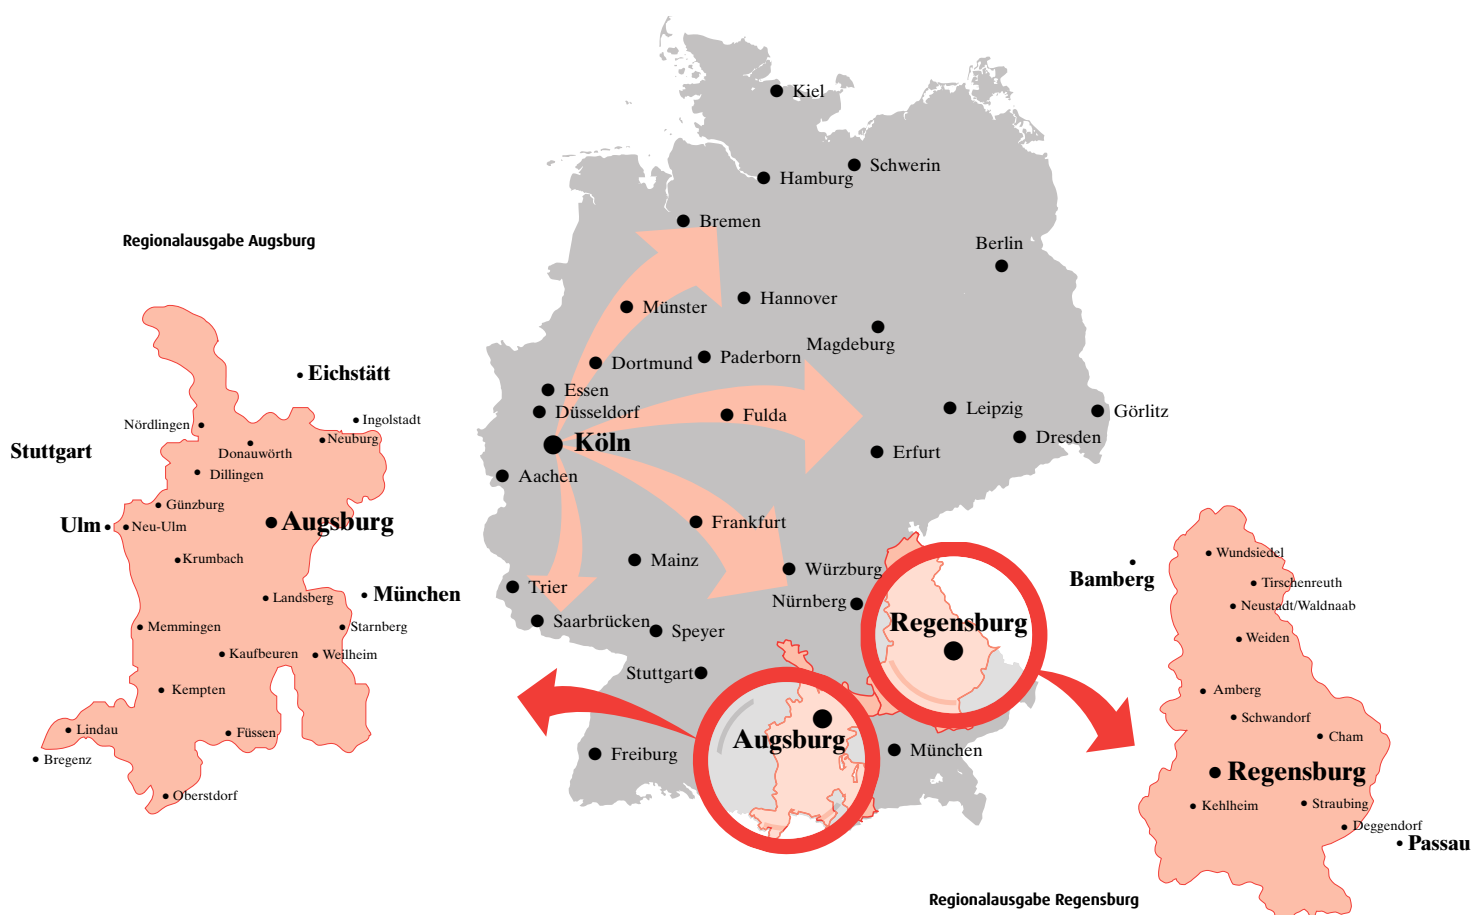 Kiel
Schwerin
Hamburg
Bremen
Berlin
Hannover
Münster
Magdeburg
Paderborn
Dortmund
Essen
Düsseldorf
Fulda
Leipzig
Görlitz
Dresden
Köln
Erfurt
Aachen
Frankfurt
Mainz
Würzburg
Trier
Nürnberg
Saarbrücken
Speyer
Regensburg
Stuttgart
Augsburg
Freiburg
München
Regionalausgabe Augsburg
Eichstätt
Ingolstadt
Nördlingen
Neuburg
Donauwörth
Stuttgart
Dillingen
Günzburg
Ulm
Neu-Ulm
Augsburg
Krumbach
Landsberg
München
Memmingen
Starnberg
Kaufbeuren
Weilheim
Kempten
Lindau
Füssen
Bregenz
Oberstdorf
Wundsiedel
Bamberg
Tirschenreuth
Neustadt/Waldnaab
Weiden
Amberg
Schwandorf
Cham
Regensburg
Kehlheim
Straubing
Deggendorf
Passau
Regionalausgabe Regensburg